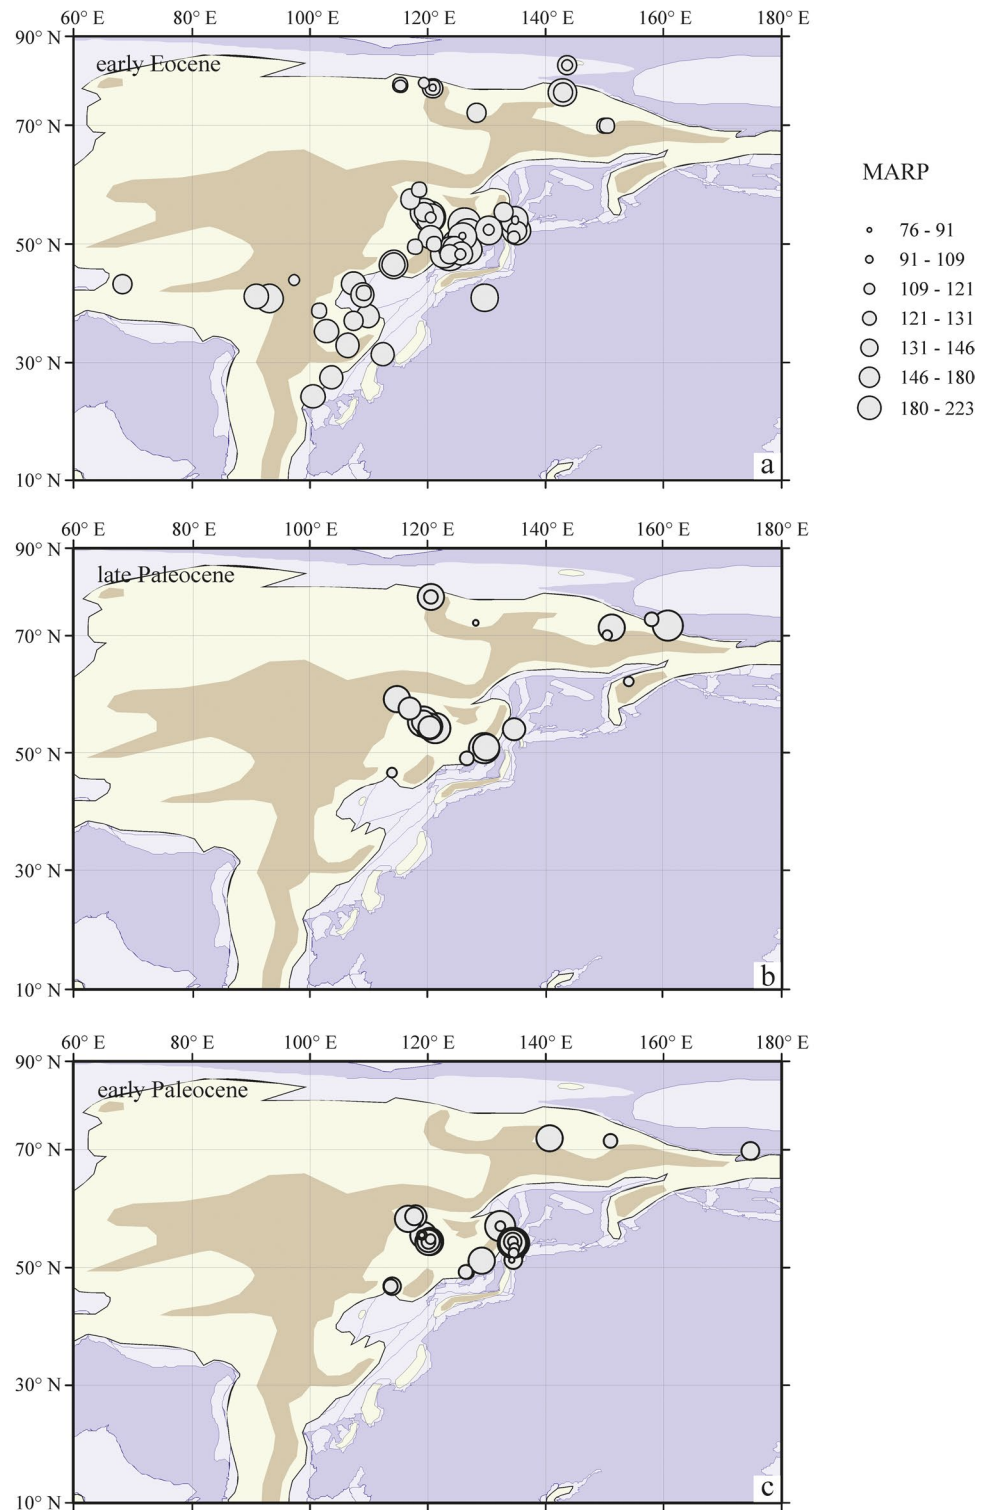 60° E 80° E 100° E 120° E 140° E 160° E 180° E
90° N
early Eocene
70° N
50° N
30° N
10° N
a
MARP
76 - 91
91 - 109
109 - 121
121 - 131
131 - 146
146 - 180
180 - 223
60° E 80° E 100° E 120° E 140° E 160° E 180° E
90° N
late Paleocene
70° N
50° N
30° N
10° N
b
60° E 80° E 100° E 120° E 140° E 160° E 180° E
90° N
early Paleocene
70° N
50° N
30° N
10° N
c